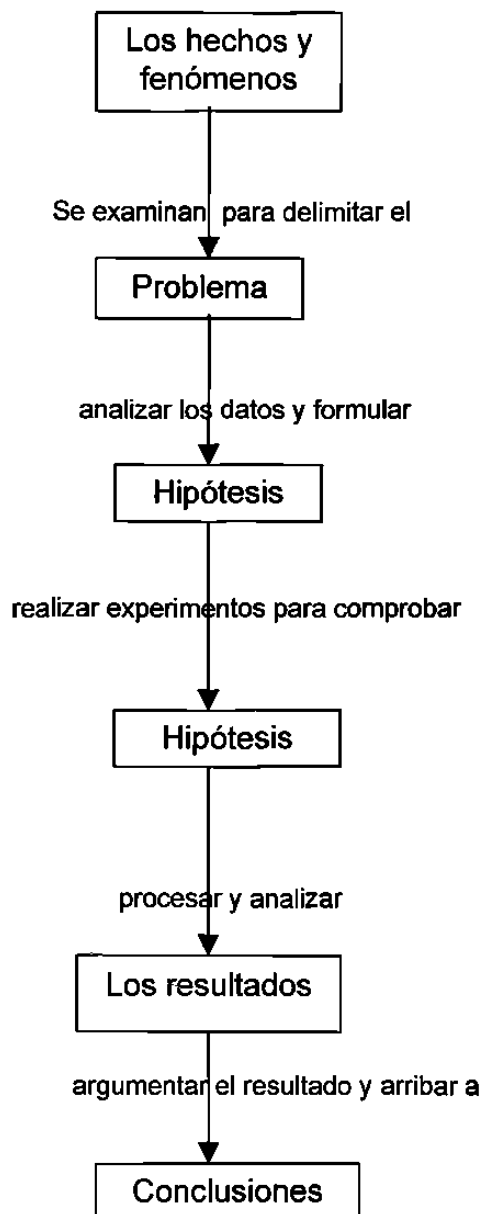 Los hechos y
fenómenos
Se examinan para delimitar el
Problema
analizar los datos y formular
Hipótesis
realizar experimentos para comprobar
Hipótesis
procesar y analizar
Los resultados
argumentar el resultado y arribar a
Conclusiones